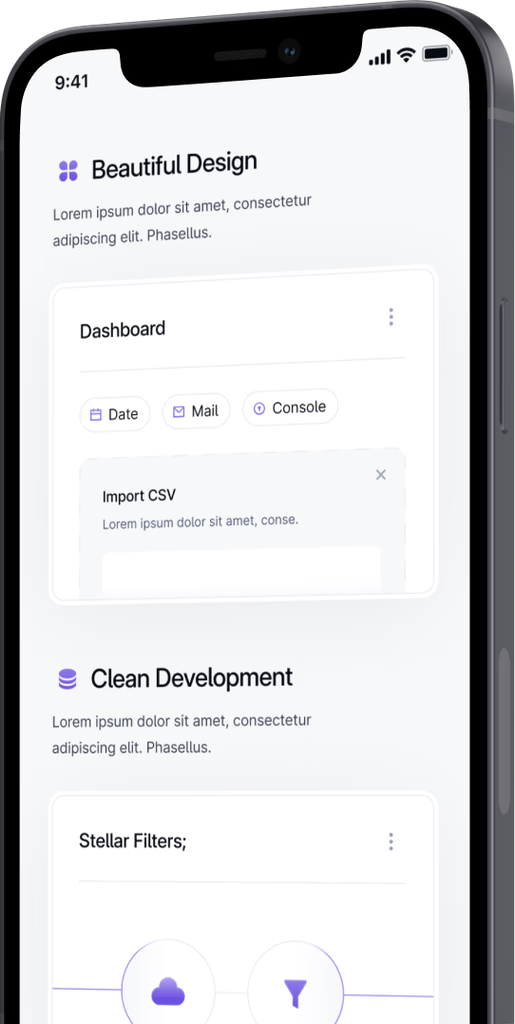 9:41
Beautiful Design
Lorem ipsum dolor sit amet, consectetur
adipiscing elit. Phasellus.
Dashboard
Date Mail Console
Import CSV
Lorem ipsum dolor sit amet, conse.
Clean Development
Lorem ipsum dolor sit amet, consectetur
adipiscing elit. Phasellus.
Stellar Filters;